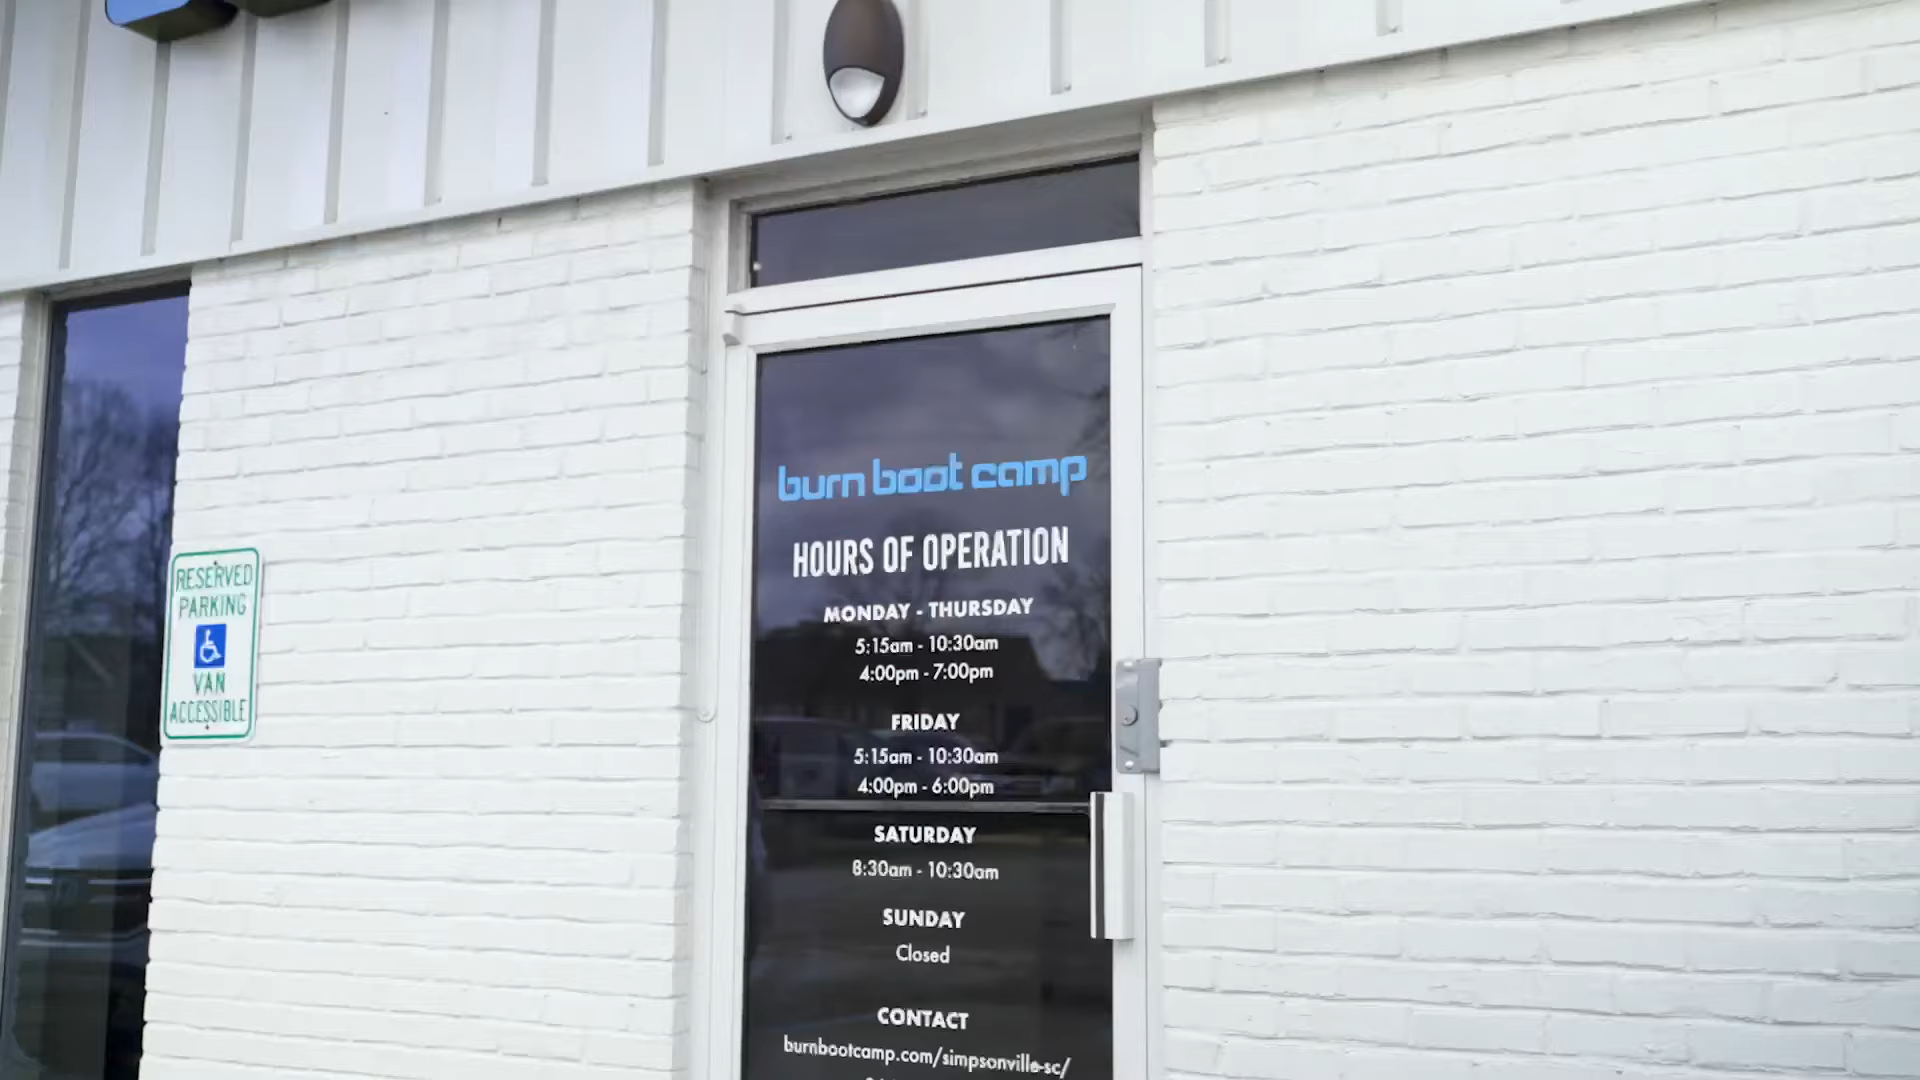 RESERVED
PARKING
VAN
ACCESSIBLE
burn boot camp
HOURS OF OPERATION
MONDAY - THURSDAY
5:15am - 10:30am
4:00pm - 7:00pm
FRIDAY
5:15am - 10:30am
4:00pm - 6:00pm
SATURDAY
8:30am - 10:30am
SUNDAY
Closed
CONTACT
burnbootcamp.com/simpsonville-sc/